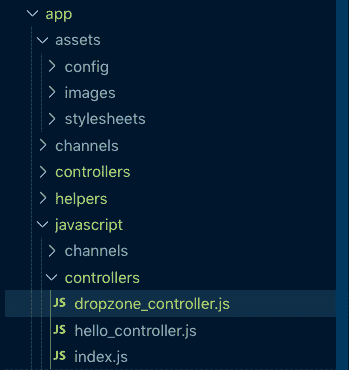 app
assets
config
images
stylesheets
channels
controllers
helpers
javascript
channels
controllers
JS dropzone_controller.js
JS hello_controller.js
JS index.js